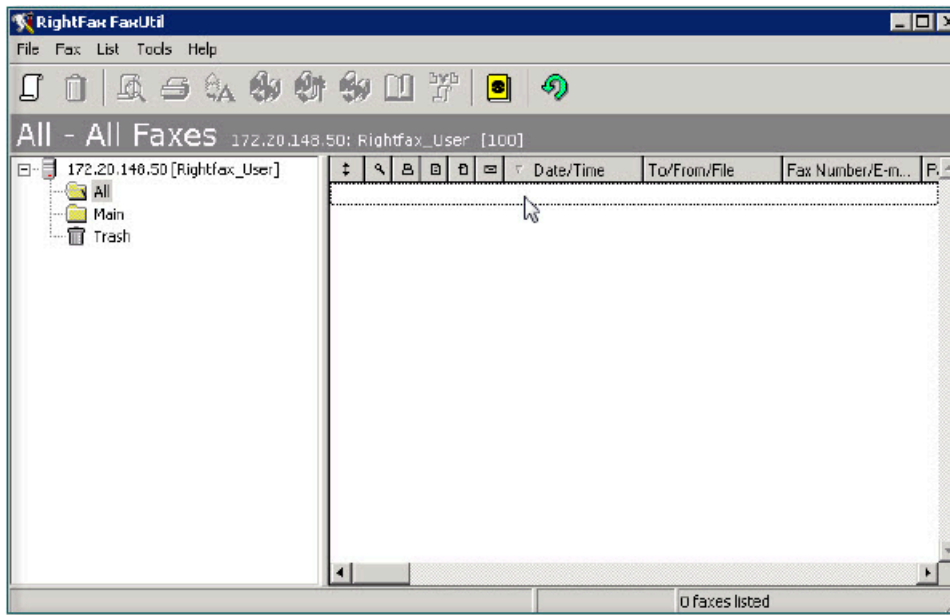 RightFax FaxUtil
File Fax List Tools Help
All - All Faxes 172.20.148.50: Rightfax_User [100]
172.20.148.50 [Rightfax_User]
All
Main
Trash
Date/Time To/From/File Fax Number/E-m... P.
0 faxes listed